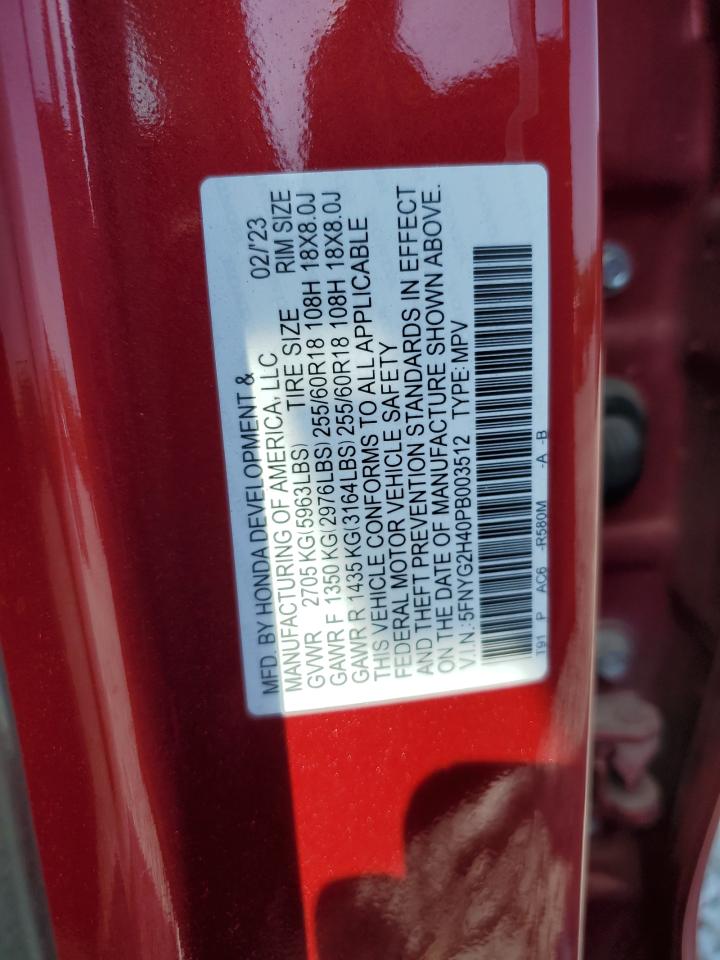 MFD. BY HONDA DEVELOPMENT & 02/'23
MANUFACTURING OF AMERICA, LLC
TIRE SIZE RIM SIZE
GVWR 2705 KG(5963LBS)
GAWR F 1350 KG(2976LBS) 255/60R18 108H 18X8.0J
GAWR R 1435 KG(3164LBS) 255/60R18 108H 18X8.0J
THIS VEHICLE CONFORMS TO ALL APPLICABLE
FEDERAL MOTOR VEHICLE SAFETY
AND THEFT PREVENTION STANDARDS IN EFFECT
ON THE DATE OF MANUFACTURE SHOWN ABOVE.
V.I.N.:5FNYG2H40PB003512 TYPE:MPV
T91 P AC6 -R580M -A -B